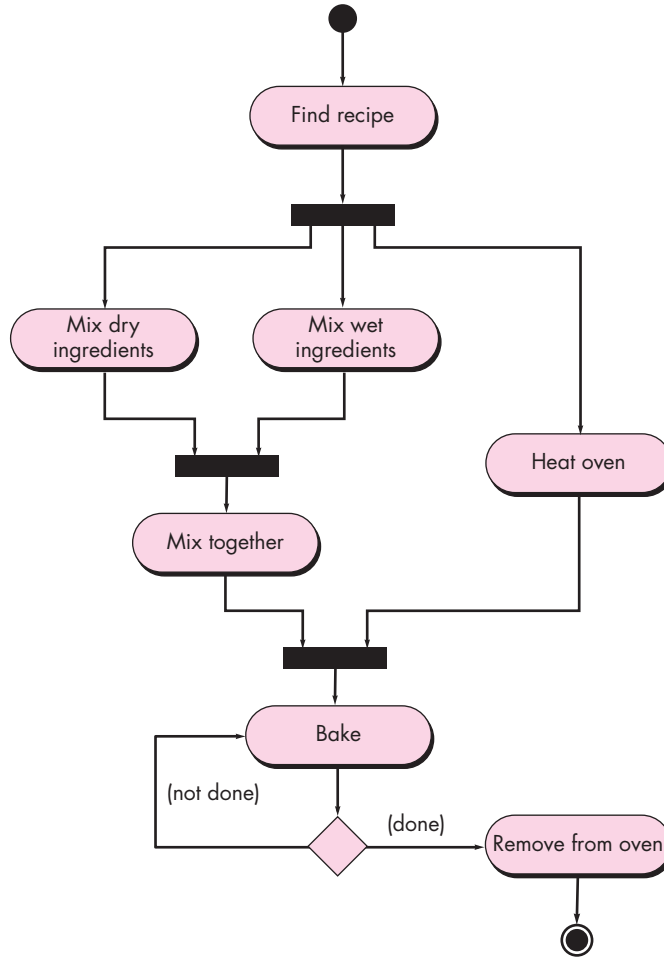 Find recipe
Mix dry
ingredients
Mix wet
ingredients
Heat oven
Mix together
Bake
(not done)
(done)
Remove from oven